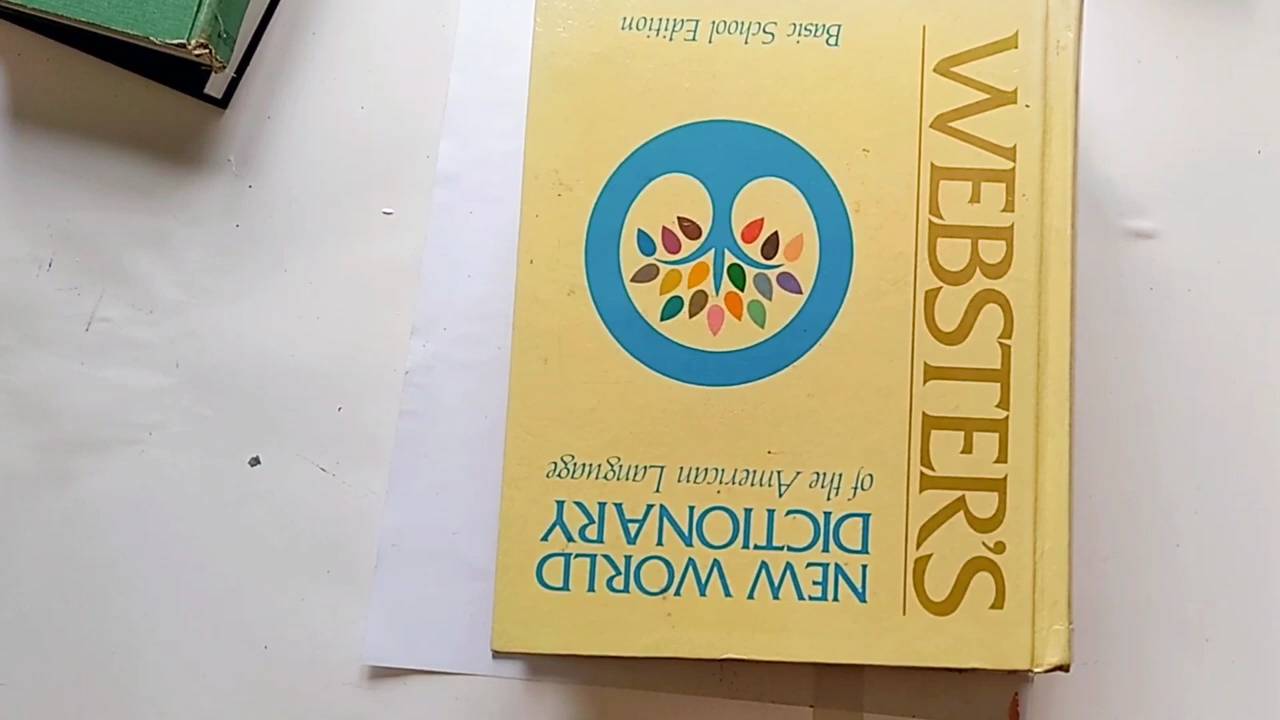 WEBSTER'S
NEW WORLD
DICTIONARY
of the American Language
Basic School Edition